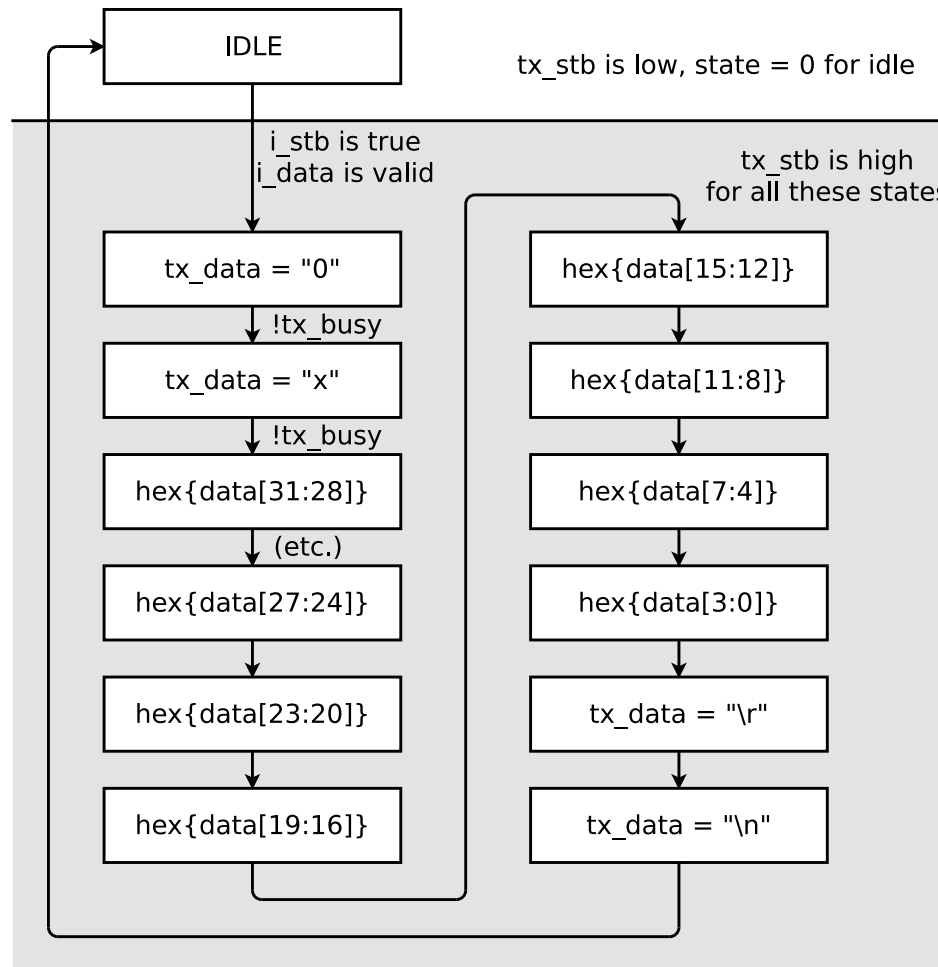 IDLE
tx_stb is low, state = 0 for idle
i_stb is true
i_data is valid
tx_stb is high
for all these states
tx_data = "0"
!tx_busy
tx_data = "x"
!tx_busy
hex{data[31:28]}
(etc.)
hex{data[27:24]}
hex{data[23:20]}
hex{data[19:16]}
hex{data[15:12]}
hex{data[11:8]}
hex{data[7:4]}
hex{data[3:0]}
tx_data = "\r"
tx_data = "\n"